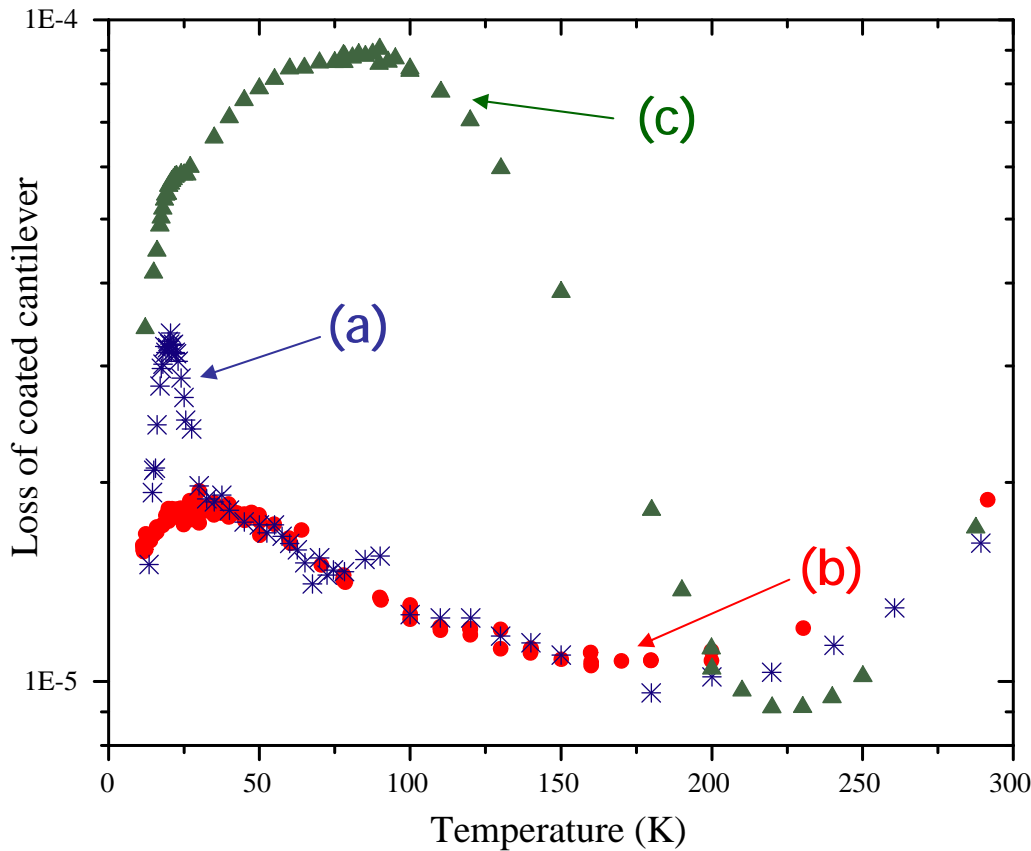 1E-4
(c)
(a)
(b)
1E-5
Loss of coated cantilever
0
50
100
150
200
250
300
Temperature (K)